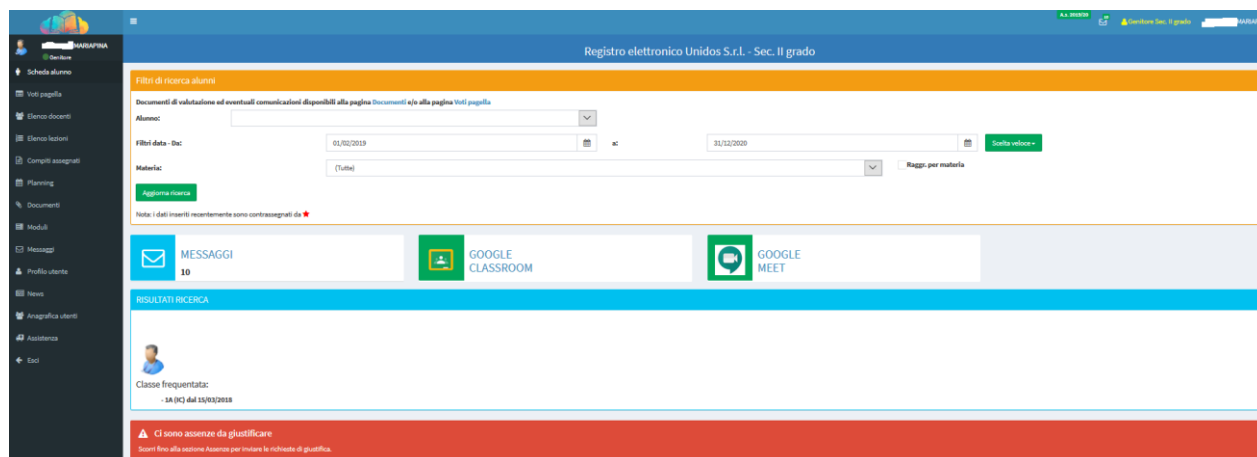 A.s. 2019/20
10
Genitore Sec. II grado
MARIAP
MARIAPINA
Genitore
Scheda alunno
Voti pagella
Elenco docenti
Elenco lezioni
Compiti assegnati
Planning
Documenti
Moduli
Messaggi
Profilo utente
News
Anagrafica utenti
Assistenza
Esci
Registro elettronico Unidos S.r.l. - Sec. II grado
Filtri di ricerca alunni
Documenti di valutazione ed eventuali comunicazioni disponibili alla pagina Documenti e/o alla pagina Voti pagella
Alunno:
Filtri data - Da: 01/02/2019 a: 31/12/2020 Scelta veloce
Materia: (Tutte) Raggr. per materia
Aggiorna ricerca
Nota: i dati inseriti recentemente sono contrassegnati da
MESSAGGI
10
GOOGLE
CLASSROOM
GOOGLE
MEET
RISULTATI RICERCA
Classe frequentata:
- 1A (IC) dal 15/03/2018
Ci sono assenze da giustificare
Scorri fino alla sezione Assenze per inviare le richieste di giustifica.